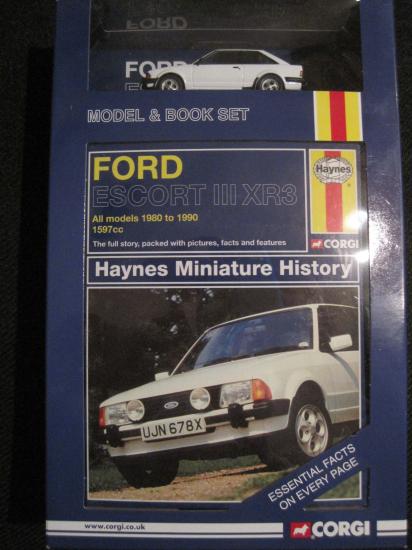 FORD
ESCORT
MODEL & BOOK SET
FORD
ESCORT III XR3
All models 1980 to 1990
1597cc
The full story, packed with pictures, facts and features
Haynes
CORGI
Haynes Miniature History
UJN 678X
ESSENTIAL FACTS
ON EVERY PAGE
www.corgi.co.uk
CORGI